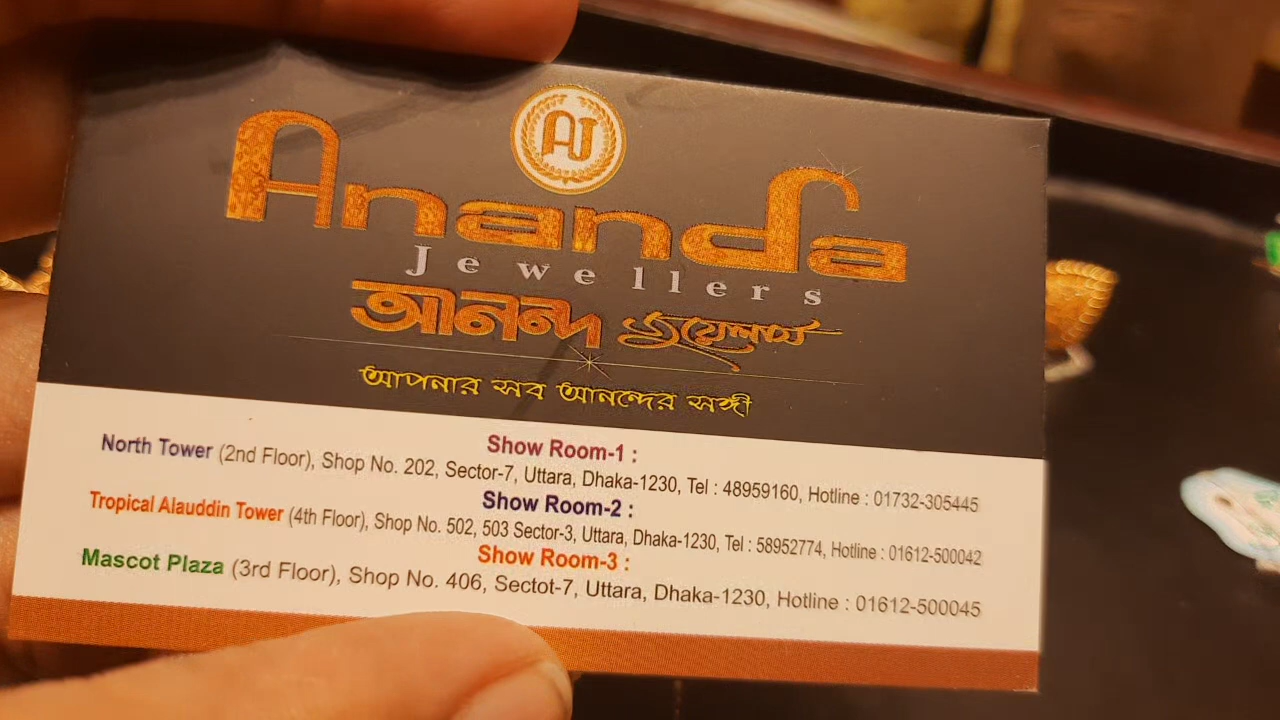 AJ
Ananda
Jewellers
আনন্দ জুয়েলার্স
আপনার সব আনন্দের সঙ্গী
Show Room-1 :
North Tower (2nd Floor), Shop No. 202, Sector-7, Uttara, Dhaka-1230, Tel : 48959160, Hotline : 01732-305445
Show Room-2 :
Tropical Alauddin Tower (4th Floor), Shop No. 502, 503 Sector-3, Uttara, Dhaka-1230, Tel : 58952774, Hotline : 01612-500042
Show Room-3 :
Mascot Plaza (3rd Floor), Shop No. 406, Sectot-7, Uttara, Dhaka-1230, Hotline : 01612-500045